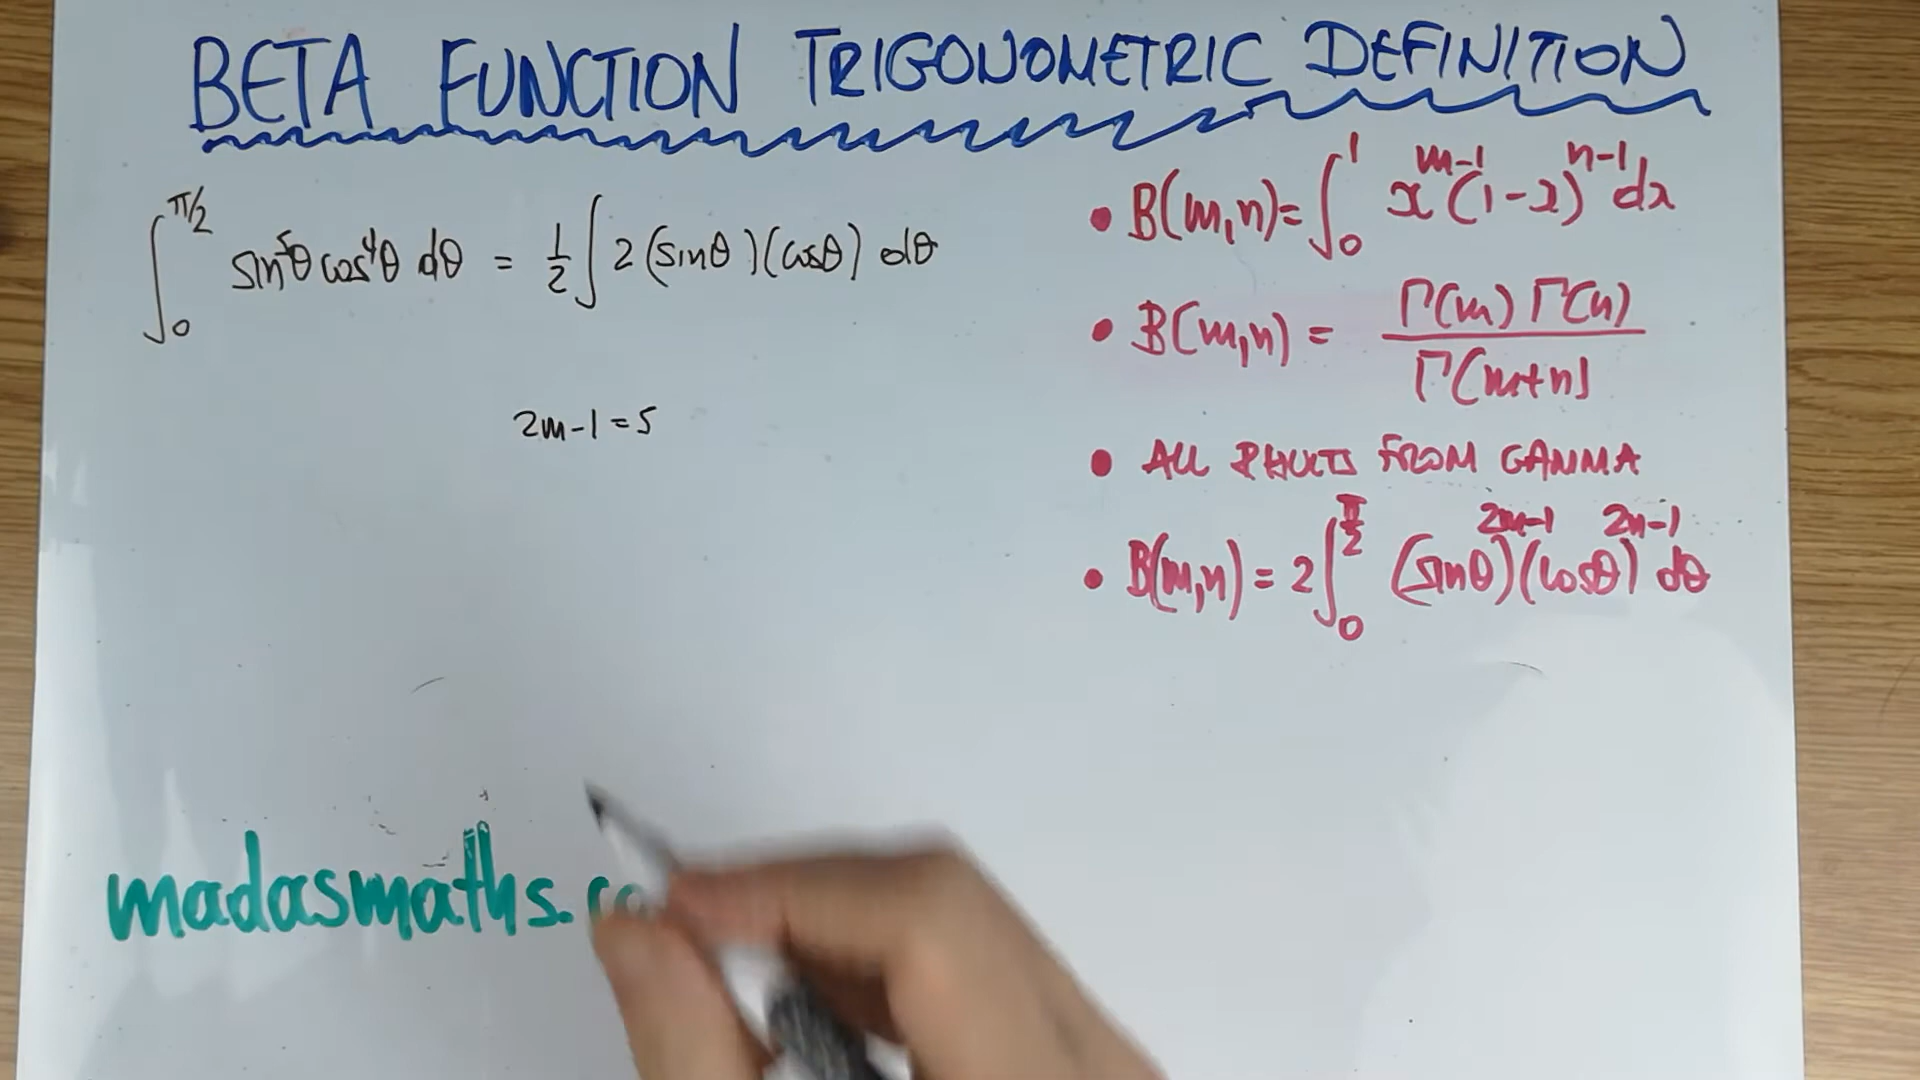 BETA FUNCTION TRIGONOMETRIC DEFINITION
∫₀^{π/2} sin⁵θ cos⁴θ dθ = 1/2 ∫ 2 (sinθ )(cosθ) dθ
2m-1=5
• B(m,n)= ∫₀¹ x^{m-1}(1-x)^{n-1} dx
• B(m,n) = Γ(m) Γ(n) / Γ(m+n)
• ALL FROM GAMMA
• B(m,n) = 2∫₀^{π/2} (sinθ)^{2m-1}(cosθ)^{2n-1} dθ
madasmaths.co